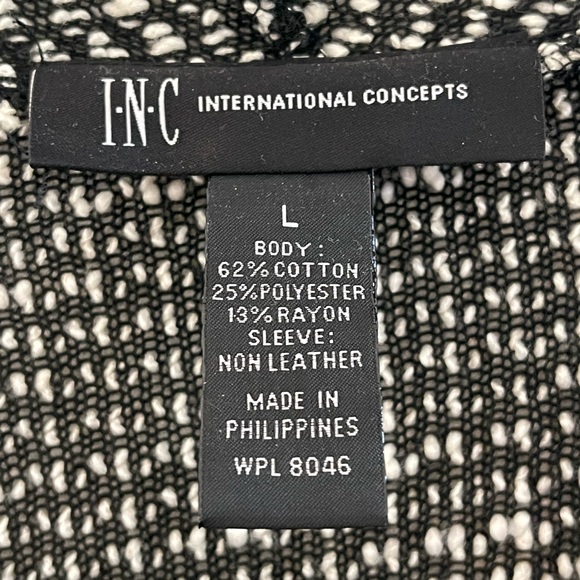 I·N·C INTERNATIONAL CONCEPTS
L
BODY:
62% COTTON
25%POLYESTER
13% RAYON
SLEEVE:
NON LEATHER
MADE IN
PHILIPPINES
WPL 8046